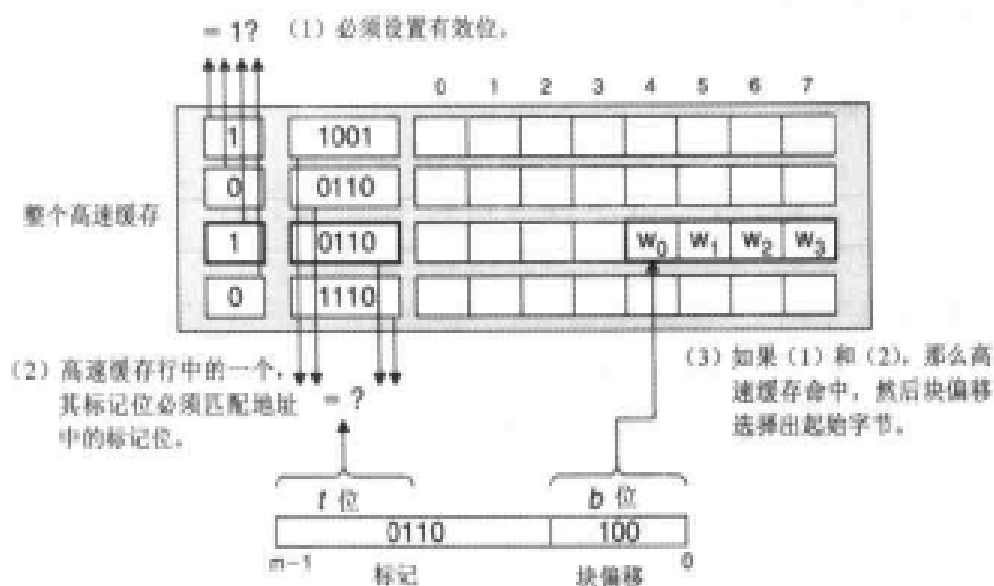 = 1? （1）必须设置有效位。
0 1 2 3 4 5 6 7
1 1001
0 0110
整个高速缓存
1 0110 w0 w1 w2 w3
0 1110
（2）高速缓存行中的一个，
其标记位必须匹配地址
中的标记位。
= ?
（3）如果（1）和（2），那么高
速缓存命中，然后块偏移
选择出起始字节。
t 位 b 位
0110 100
m-1 0
标记 块偏移